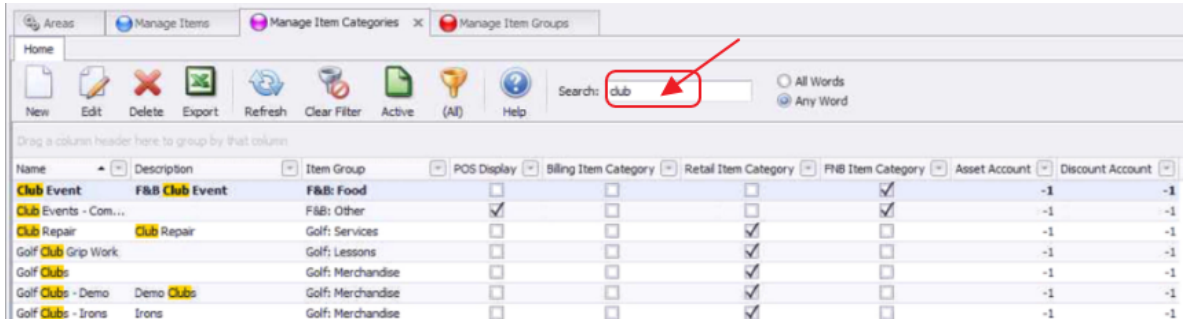 Areas Manage Items Manage Item Categories X Manage Item Groups
Home
New Edit Delete Export Refresh Clear Filter Active (All) Help Search: club All Words
Any Word
Drag a column header here to group by that column
Name Description Item Group POS Display Billing Item Category Retail Item Category FNB Item Category Asset Account Discount Account
Club Event F&B Club Event F&B: Food -1 -1
Club Events - Com... F&B: Other -1 -1
Club Repair Club Repair Golf: Services -1 -1
Golf Club Grip Work Golf: Lessons -1 -1
Golf Clubs Golf: Merchandise -1 -1
Golf Clubs - Demo Demo Clubs Golf: Merchandise -1 -1
Golf Clubs - Irons Irons Golf: Merchandise -1 -1